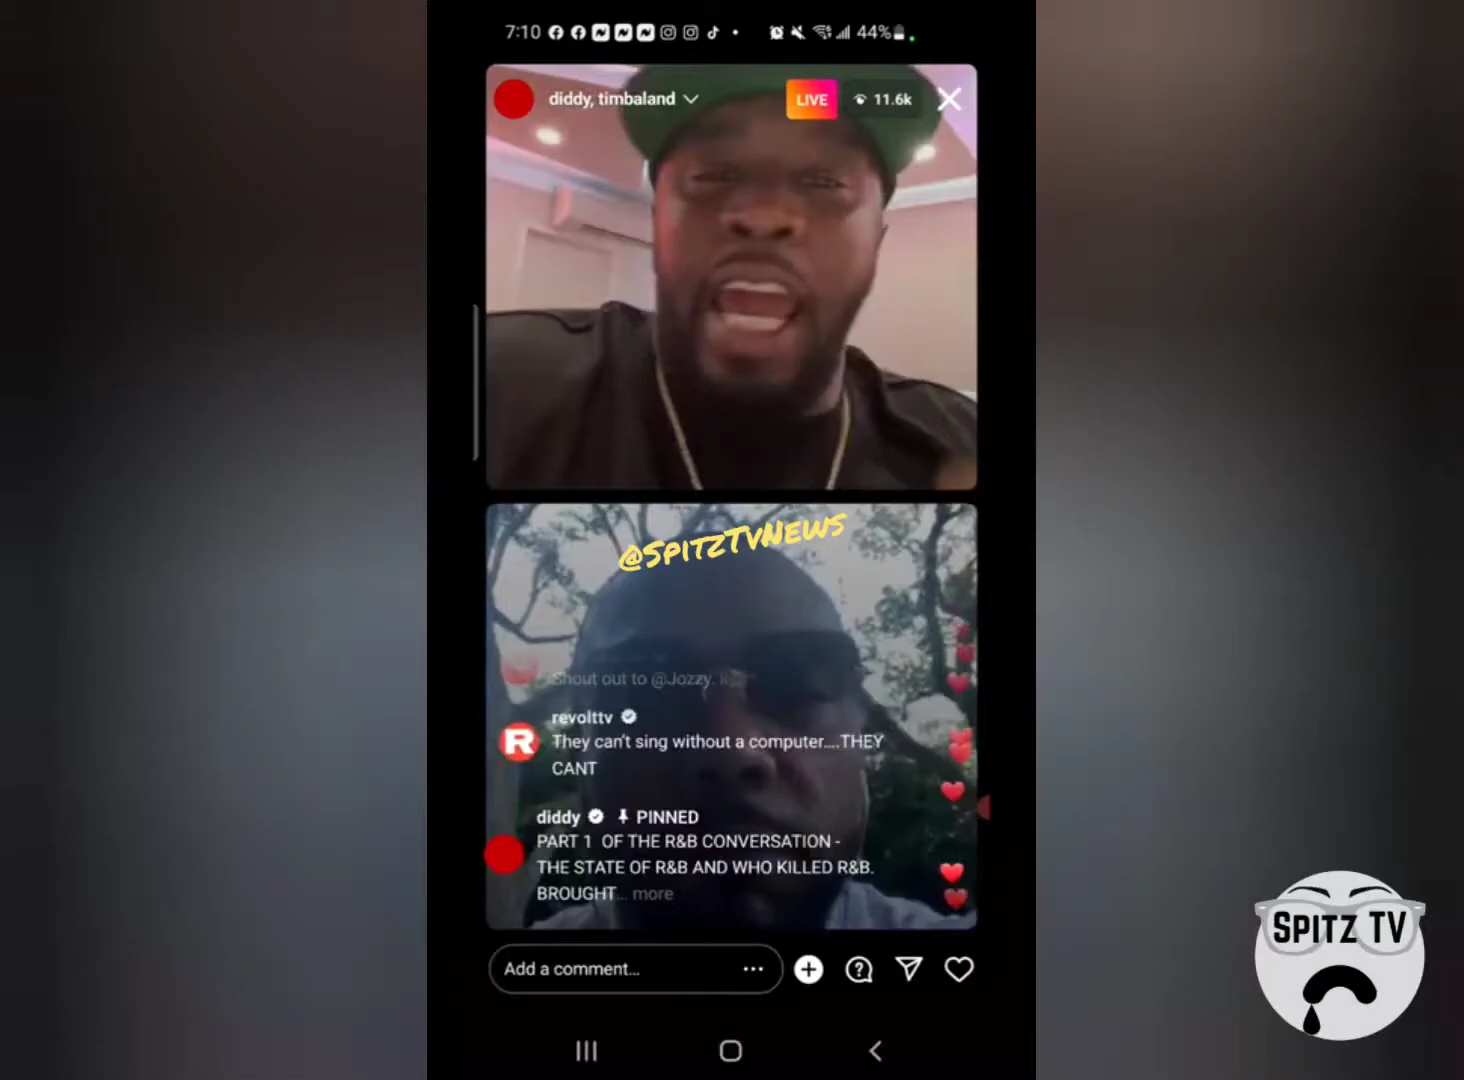 7:10
44%
diddy, timbaland
LIVE
11.6k
@SpitzTvNews
Shout out to @Jozzy.
revolttv
R
They can't sing without a computer....THEY
CANT
diddy PINNED
PART 1 OF THE R&B CONVERSATION -
THE STATE OF R&B AND WHO KILLED R&B.
BROUGHT... more
Add a comment...
SPITZ TV